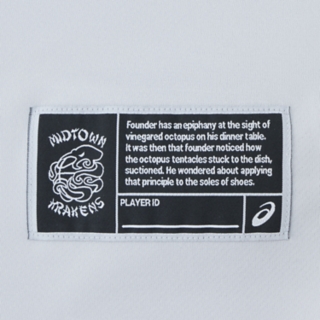 MIDTOWN
KRAKENS
Founder has an epiphany at the sight of
vinegared octopus on his dinner table.
It was then that founder noticed how
the octopus tentacles stuck to the dish,
suctioned. He wondered about applying
that principle to the soles of shoes.
PLAYER ID